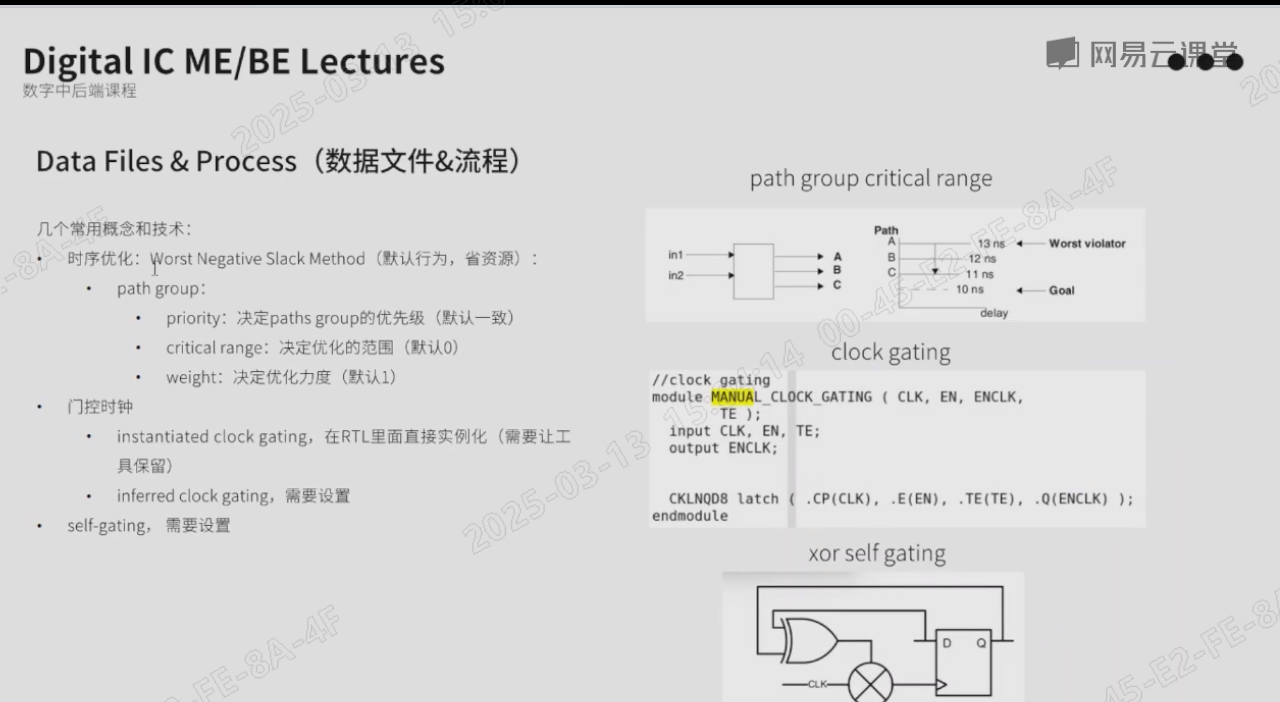 Digital IC ME/BE Lectures
数字中后端课程
网易云课堂
Data Files & Process（数据文件&流程）
几个常用概念和技术：
• 时序优化：Worst Negative Slack Method（默认行为，省资源）：
• path group：
• priority：决定paths group的优先级（默认一致）
• critical range：决定优化的范围（默认0）
• weight：决定优化力度（默认1）
• 门控时钟
• instantiated clock gating，在RTL里面直接实例化（需要让工
具保留）
• inferred clock gating，需要设置
• self-gating， 需要设置
path group critical range
in1
in2
A
B
C
Path
A 13 ns Worst violator
B 12 ns
C 11 ns
10 ns Goal
delay
clock gating
//clock gating
module MANUAL_CLOCK_GATING ( CLK, EN, ENCLK,
TE );
input CLK, EN, TE;
output ENCLK;
CKLNQD8 latch ( .CP(CLK), .E(EN), .TE(TE), .Q(ENCLK) );
endmodule
xor self gating
D Q
CLK
2025-03-13 15:04:14 00-45-E2-FE-8A-4F